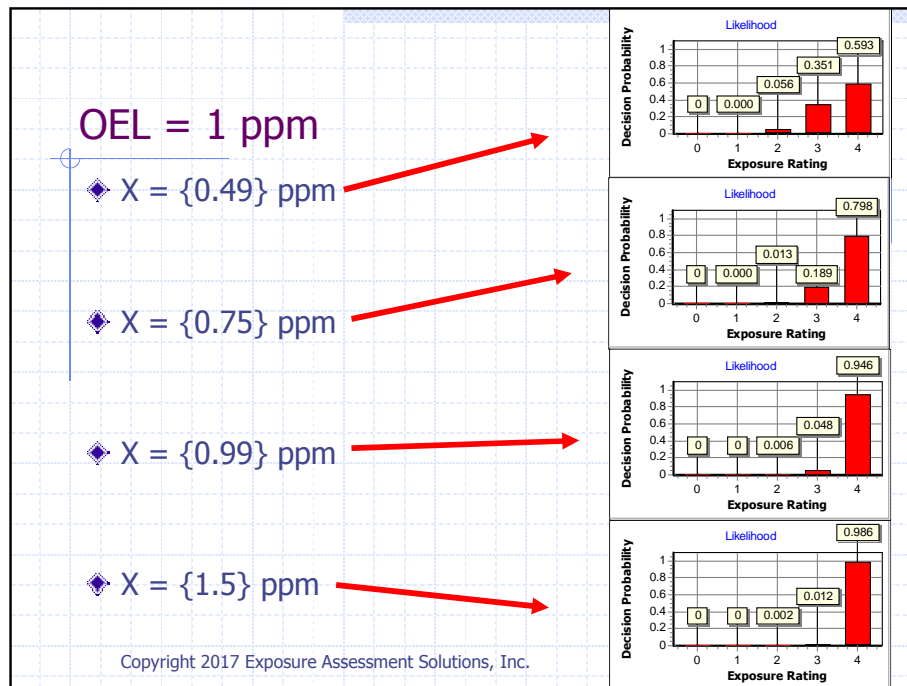 OEL = 1 ppm
X = {0.49} ppm
X = {0.75} ppm
X = {0.99} ppm
X = {1.5} ppm
Copyright 2017 Exposure Assessment Solutions, Inc.
Likelihood
Decision Probability
1
0.8
0.6
0.4
0.2
0
0
0.000
0.056
0.351
0.593
0 1 2 3 4
Exposure Rating
Likelihood
Decision Probability
1
0.8
0.6
0.4
0.2
0
0
0.000
0.013
0.189
0.798
0 1 2 3 4
Exposure Rating
Likelihood
Decision Probability
1
0.8
0.6
0.4
0.2
0
0
0
0.006
0.048
0.946
0 1 2 3 4
Exposure Rating
Likelihood
Decision Probability
1
0.8
0.6
0.4
0.2
0
0
0
0.002
0.012
0.986
0 1 2 3 4
Exposure Rating